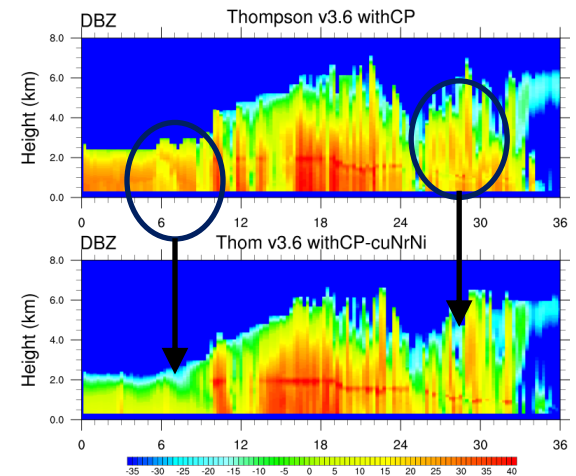 DBZ Thompson v3.6 withCP
8.0
6.0
4.0
2.0
0.0
Height (km)
0 6 12 18 24 30 36
DBZ Thom v3.6 withCP-cuNrNi
8.0
6.0
4.0
2.0
0.0
Height (km)
0 6 12 18 24 30 36
-35 -30 -25 -20 -15 -10 -5 0 5 10 15 20 25 30 35 40